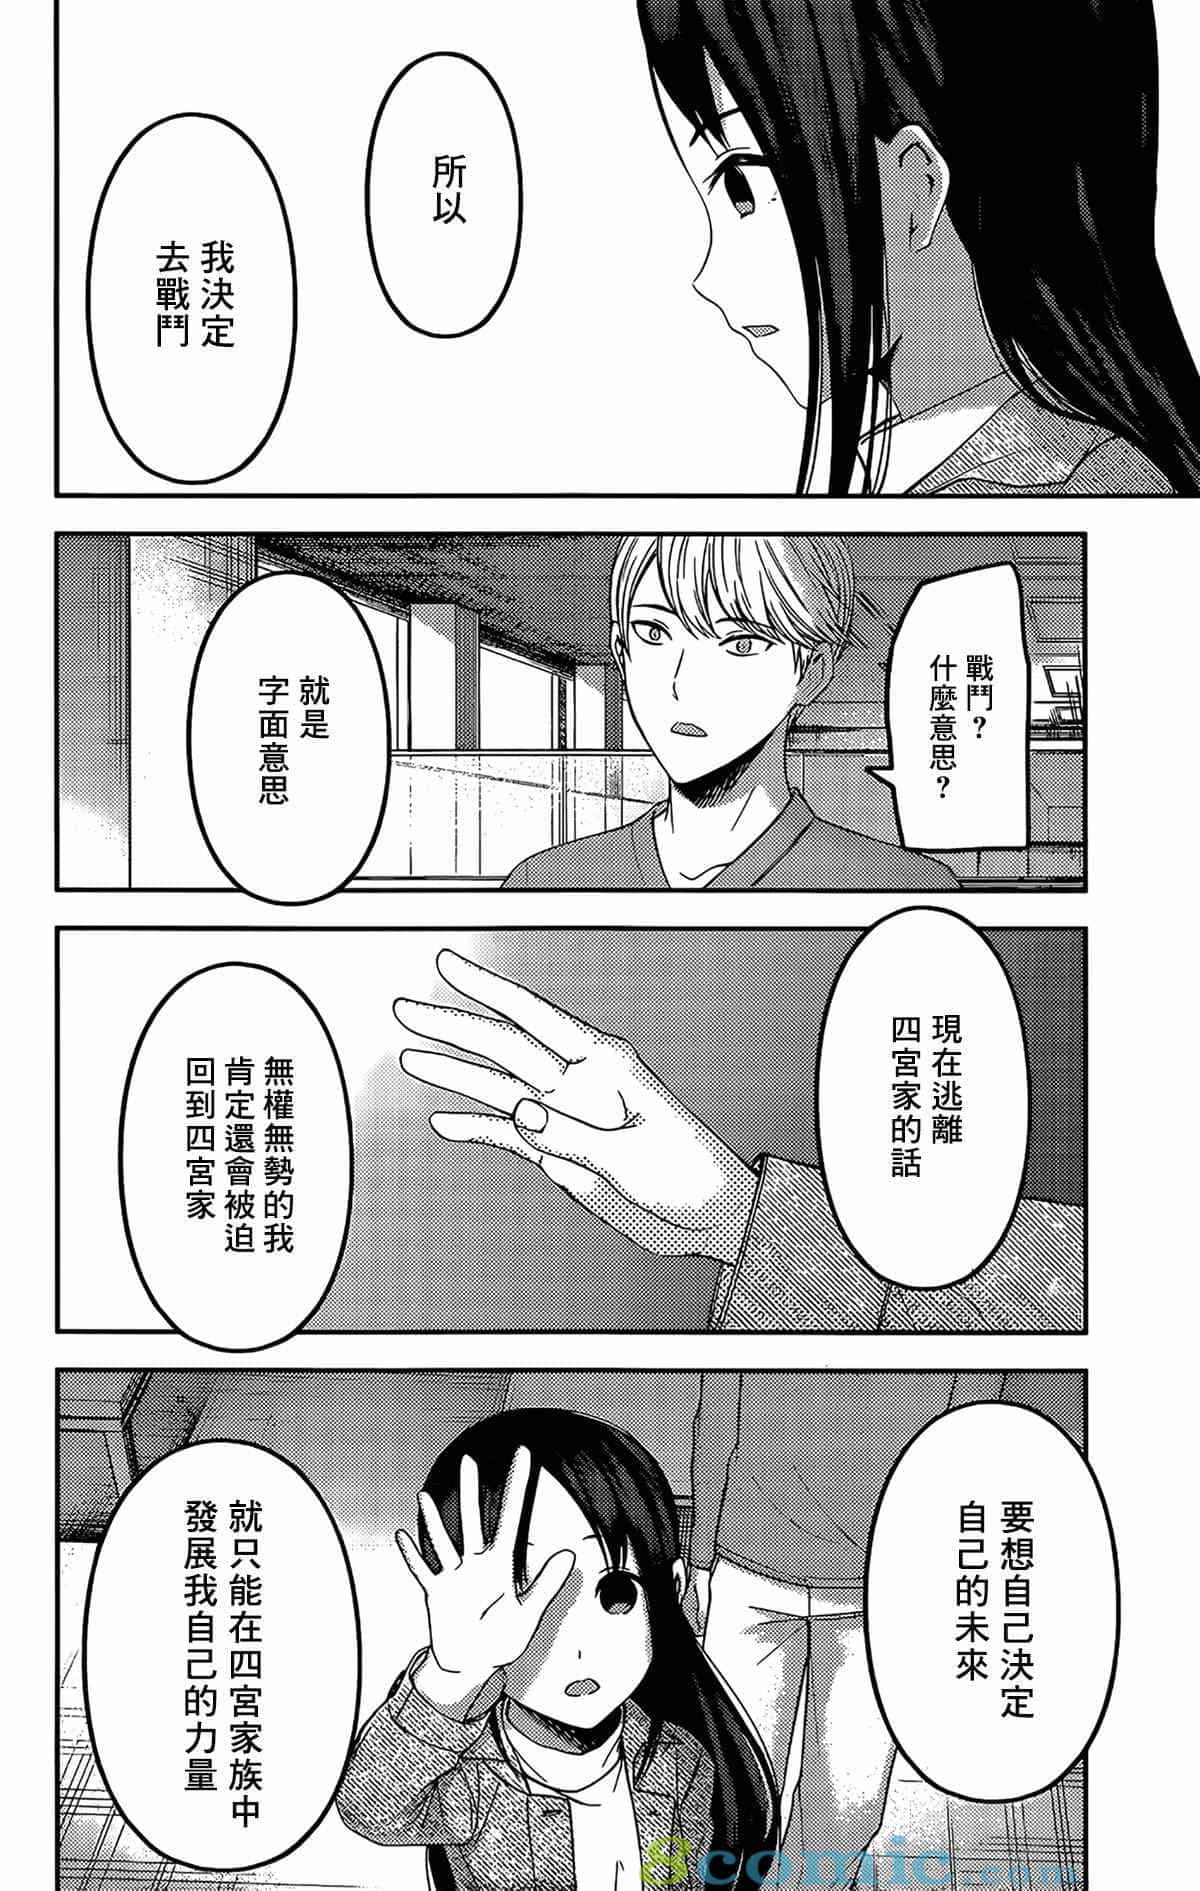 所以
我決定
去戰鬥
戰鬥?
什麼意思?
就是
字面意思
現在逃離
四宮家的話
無權無勢的我
肯定還會被迫
回到四宮家
要想自己決定
自己的未來
就只能在四宮家族中
發展我自己的力量
8comic.com